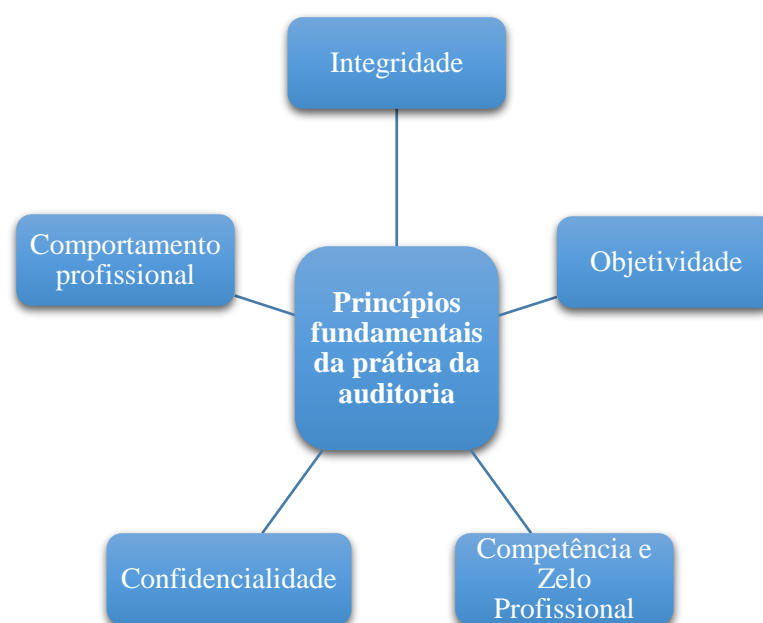 Integridade
Comportamento
profissional
Objetividade
Princípios
fundamentais
da prática da
auditoria
Confidencialidade
Competência e
Zelo
Profissional